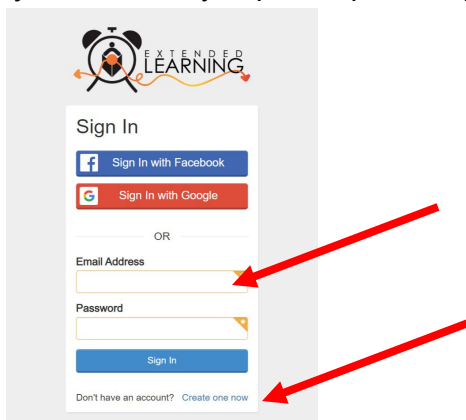 EXTENDED
LEARNING
Sign In
Sign In with Facebook
Sign In with Google
OR
Email Address
Password
Sign In
Don't have an account? Create one now